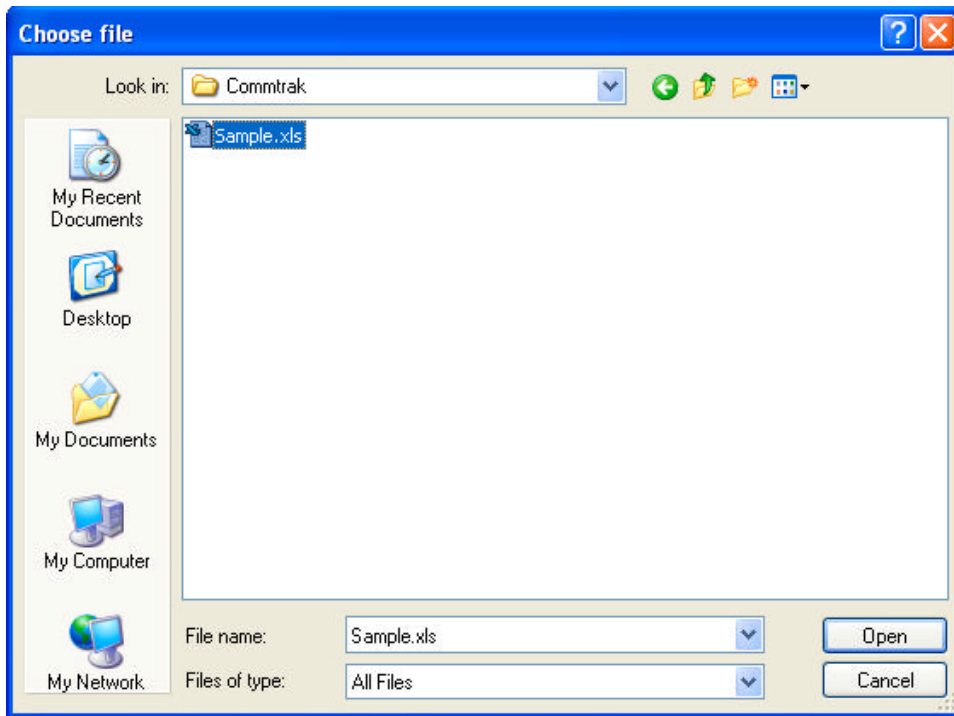 Choose file
Look in: Commtrak
Sample.xls
My Recent
Documents
Desktop
My Documents
My Computer
My Network
File name: Sample.xls Open
Files of type: All Files Cancel